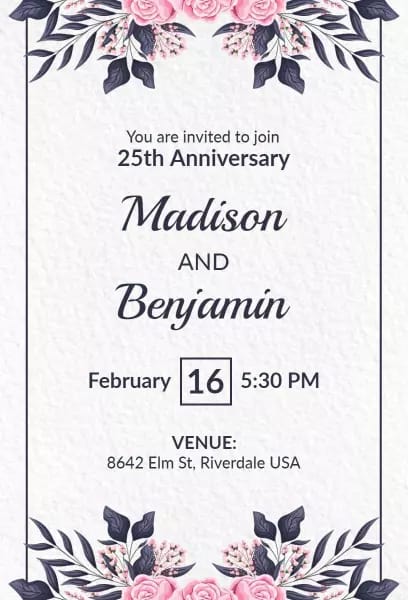 You are invited to join
25th Anniversary
Madison
AND
Benjamin
February 16 5:30 PM
VENUE:
8642 Elm St, Riverdale USA